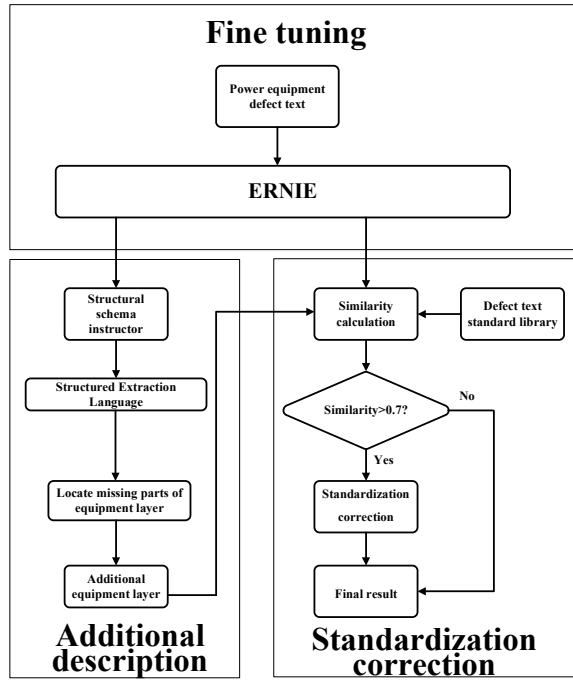 Fine tuning
Power equipment
defect text
ERNIE
Structural
schema
instructor
Structured Extraction
Language
Locate missing parts of
equipment layer
Additional
equipment layer
Additional
description
Similarity
calculation
Defect text
standard library
Similarity>0.7?
No
Yes
Standardization
correction
Final result
Standardization
correction